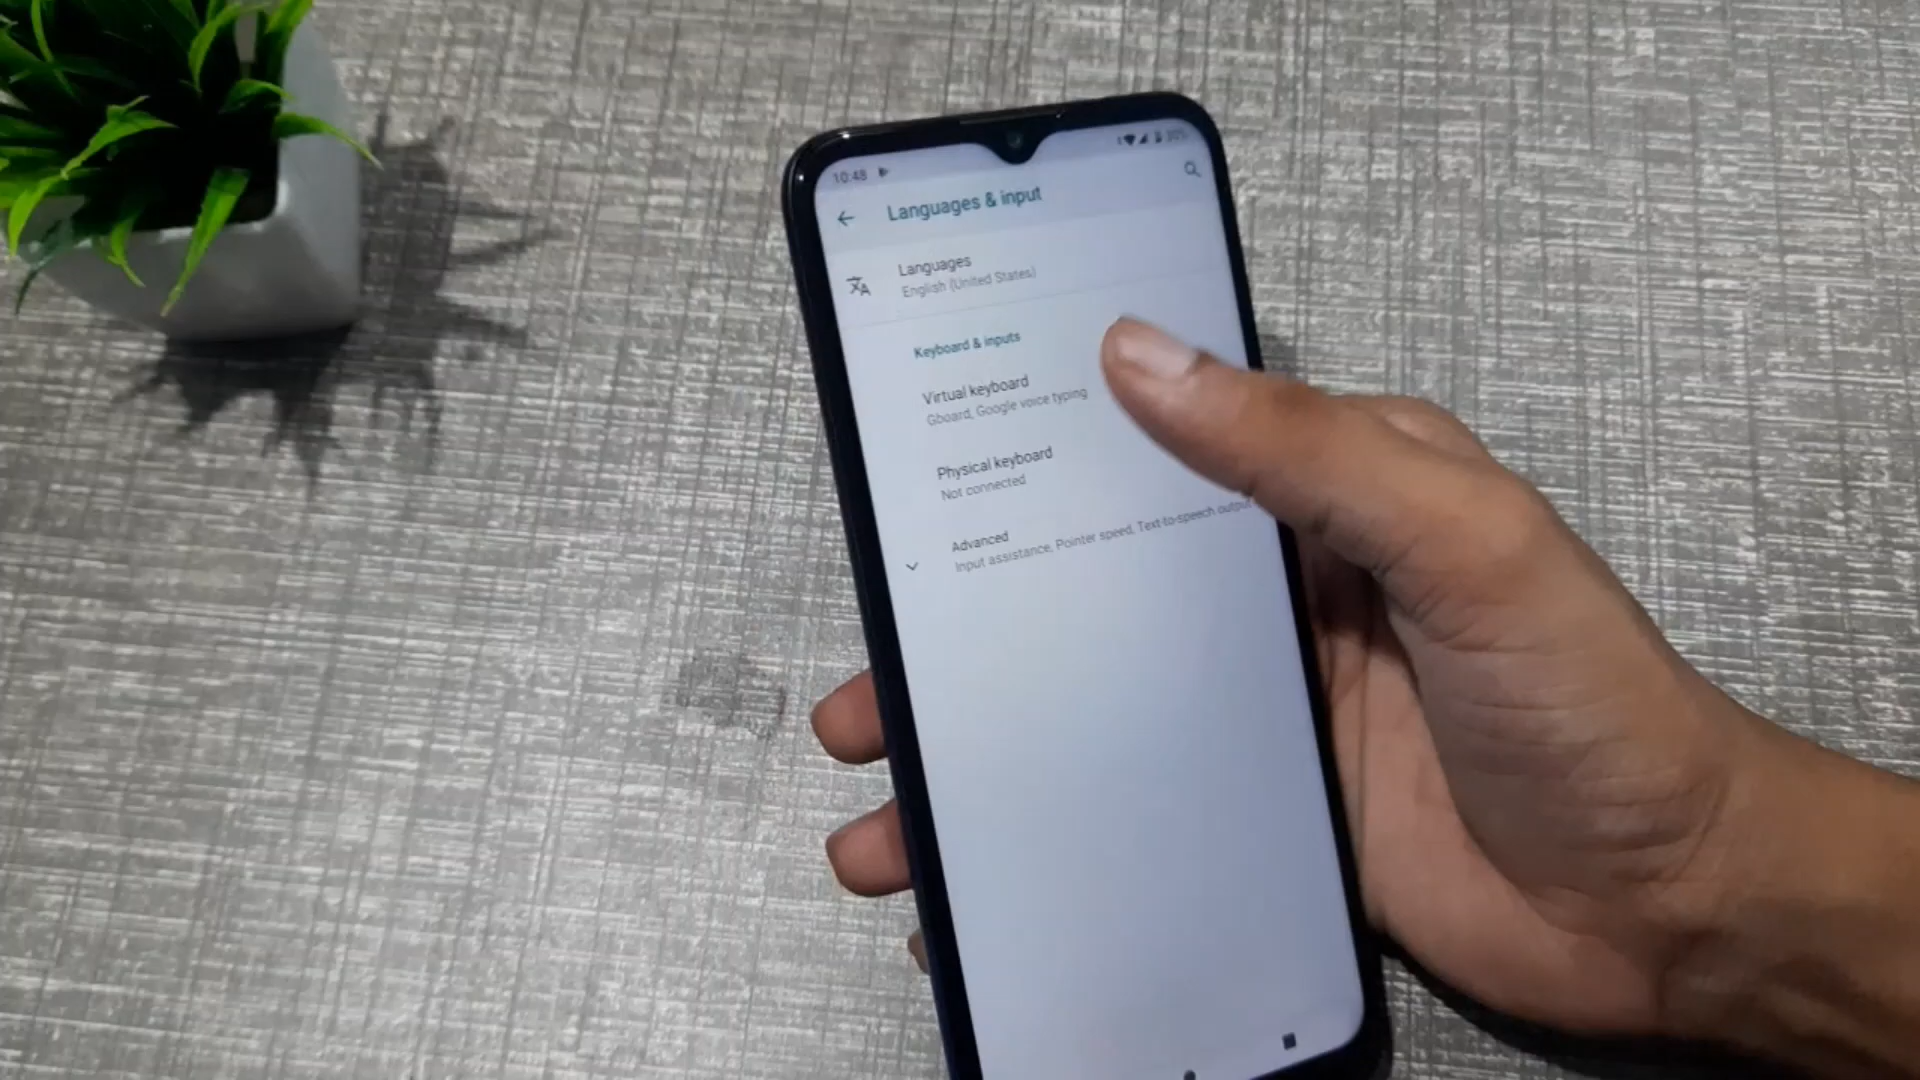 10:48
30%
Languages & input
Languages
English (United States)
Keyboard & inputs
Virtual keyboard
Gboard, Google voice typing
Physical keyboard
Not connected
Advanced
Input assistance, Pointer speed, Text-to-speech output